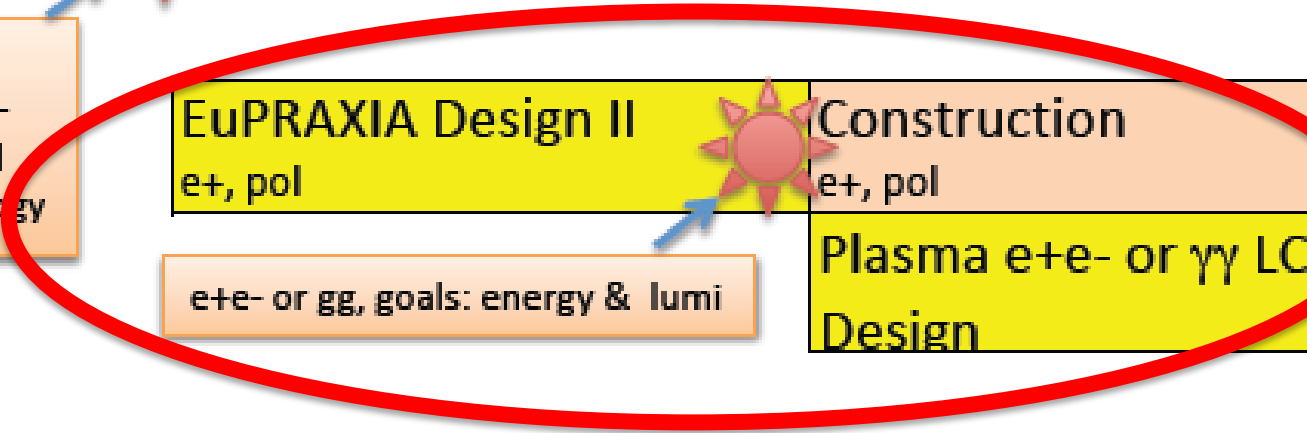 EuPRAXIA Design II
e+, pol
Construction
e+, pol
e+e- or gg, goals: energy & lumi
Plasma e+e- or γγ LC
Design